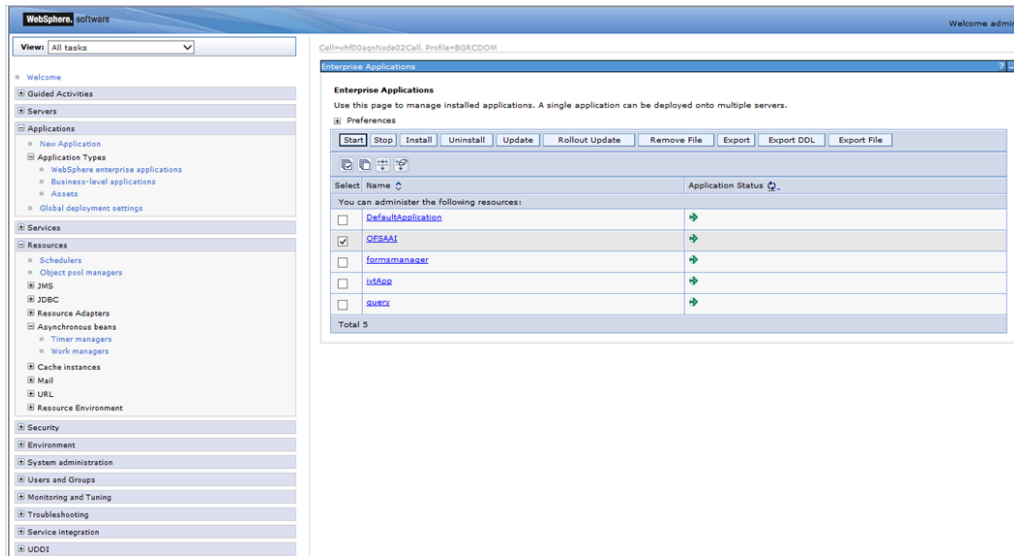 WebSphere. software
Welcome admin
View: All tasks
Cell=whf00aqnNode02Cell, Profile=BGRCDOM
Welcome
Guided Activities
Servers
Applications
New Application
Application Types
WebSphere enterprise applications
Business-level applications
Assets
Global deployment settings
Services
Resources
Schedulers
Object pool managers
JMS
JDBC
Resource Adapters
Asynchronous beans
Timer managers
Work managers
Cache instances
Mail
URL
Resource Environment
Security
Environment
System administration
Users and Groups
Monitoring and Tuning
Troubleshooting
Service integration
UDDI
Enterprise Applications ?
Enterprise Applications
Use this page to manage installed applications. A single application can be deployed onto multiple servers.
Preferences
Start Stop Install Uninstall Update Rollout Update Remove File Export Export DDL Export File
Select Name Application Status
You can administer the following resources:
DefaultApplication
OFSAAI
formsmanager
ivtApp
query
Total 5